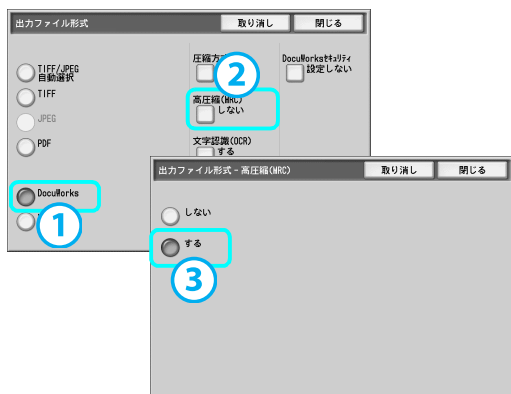 出力ファイル形式
取り消し
閉じる
TIFF/JPEG
自動選択
TIFF
JPEG
PDF
DocuWorks
1
圧縮方
2
高圧縮(MRC)
しない
文字認識(OCR)
する
DocuWorksセキュリティ
設定しない
出力ファイル形式 - 高圧縮(MRC)
取り消し
閉じる
しない
する
3